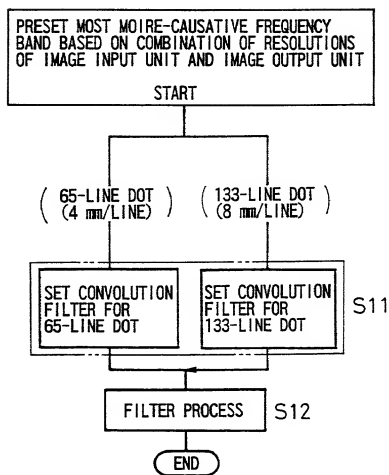 PRESET MOST MOIRE-CAUSATIVE FREQUENCY
BAND BASED ON COMBINATION OF RESOLUTIONS
OF IMAGE INPUT UNIT AND IMAGE OUTPUT UNIT
START
( 65-LINE DOT )
(4 mm/LINE)
( 133-LINE DOT )
(8 mm/LINE)
SET CONVOLUTION
FILTER FOR
65-LINE DOT
SET CONVOLUTION
FILTER FOR
133-LINE DOT
S11
FILTER PROCESS
S12
END